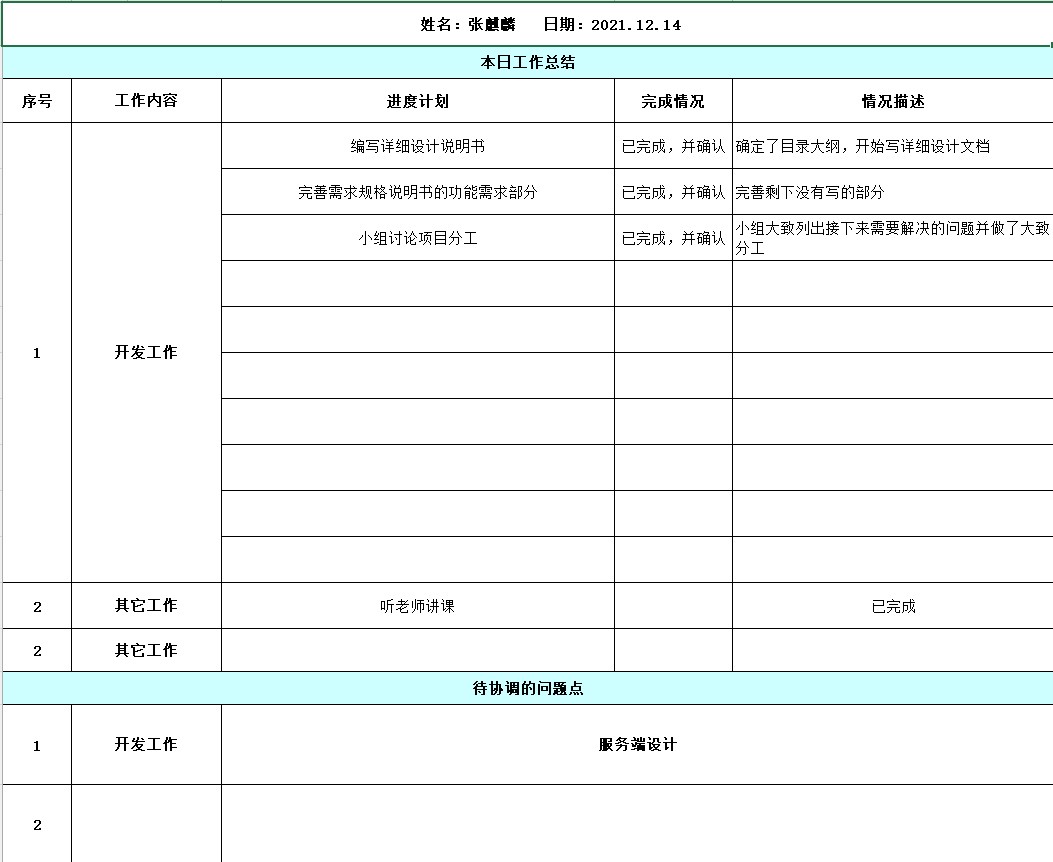 姓名：张麒麟 日期：2021.12.14
本日工作总结
序号 工作内容 进度计划 完成情况 情况描述
1 开发工作
编写详细设计说明书 已完成，并确认 确定了目录大纲，开始写详细设计文档
完善需求规格说明书的功能需求部分 已完成，并确认 完善剩下没有写的部分
小组讨论项目分工 已完成，并确认 小组大致列出接下来需要解决的问题并做了大致
分工
2 其它工作 听老师讲课 已完成
2 其它工作
待协调的问题点
1 开发工作 服务端设计
2